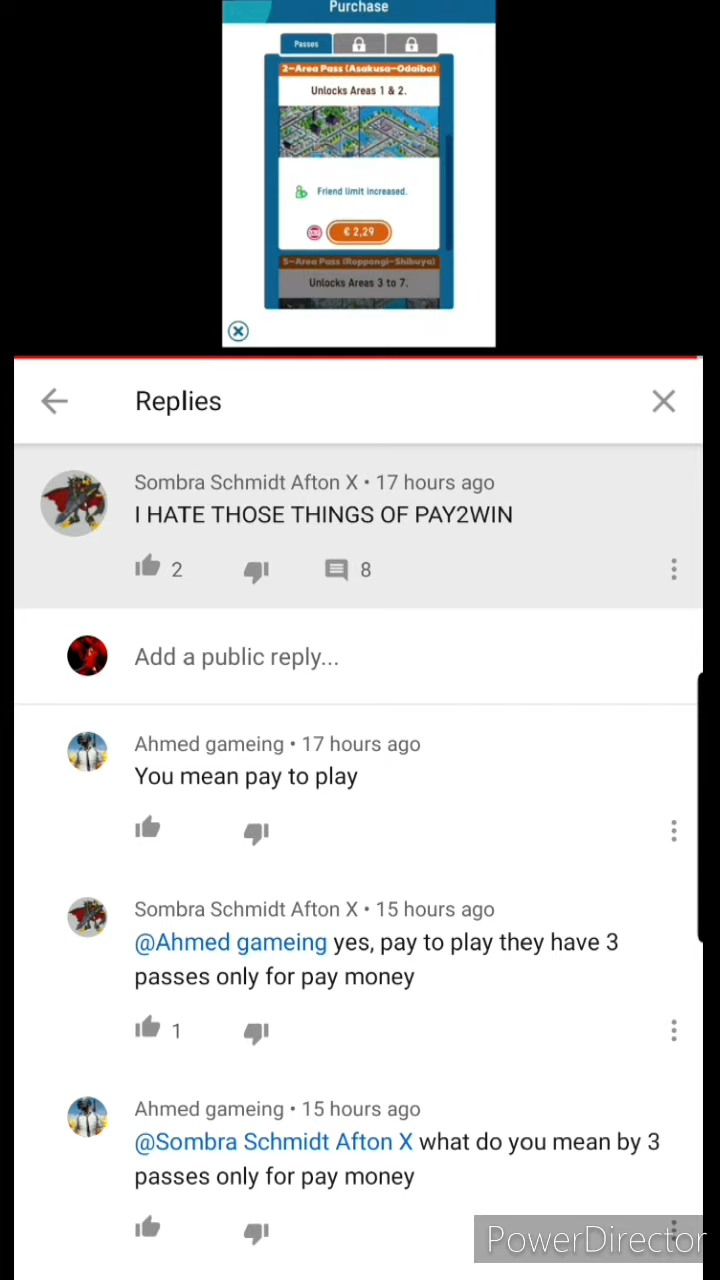 Purchase
Passes
2-Area Pass (Asakusa-Odaiba)
Unlocks Areas 1 & 2.
Friend limit increased.
€ 2,29
5-Area Pass (Roppongi-Shibuya)
Unlocks Areas 3 to 7.
Replies
Sombra Schmidt Afton X • 17 hours ago
I HATE THOSE THINGS OF PAY2WIN
2 8
Add a public reply...
Ahmed gameing • 17 hours ago
You mean pay to play
Sombra Schmidt Afton X • 15 hours ago
@Ahmed gameing yes, pay to play they have 3
passes only for pay money
1
Ahmed gameing • 15 hours ago
@Sombra Schmidt Afton X what do you mean by 3
passes only for pay money
PowerDirector